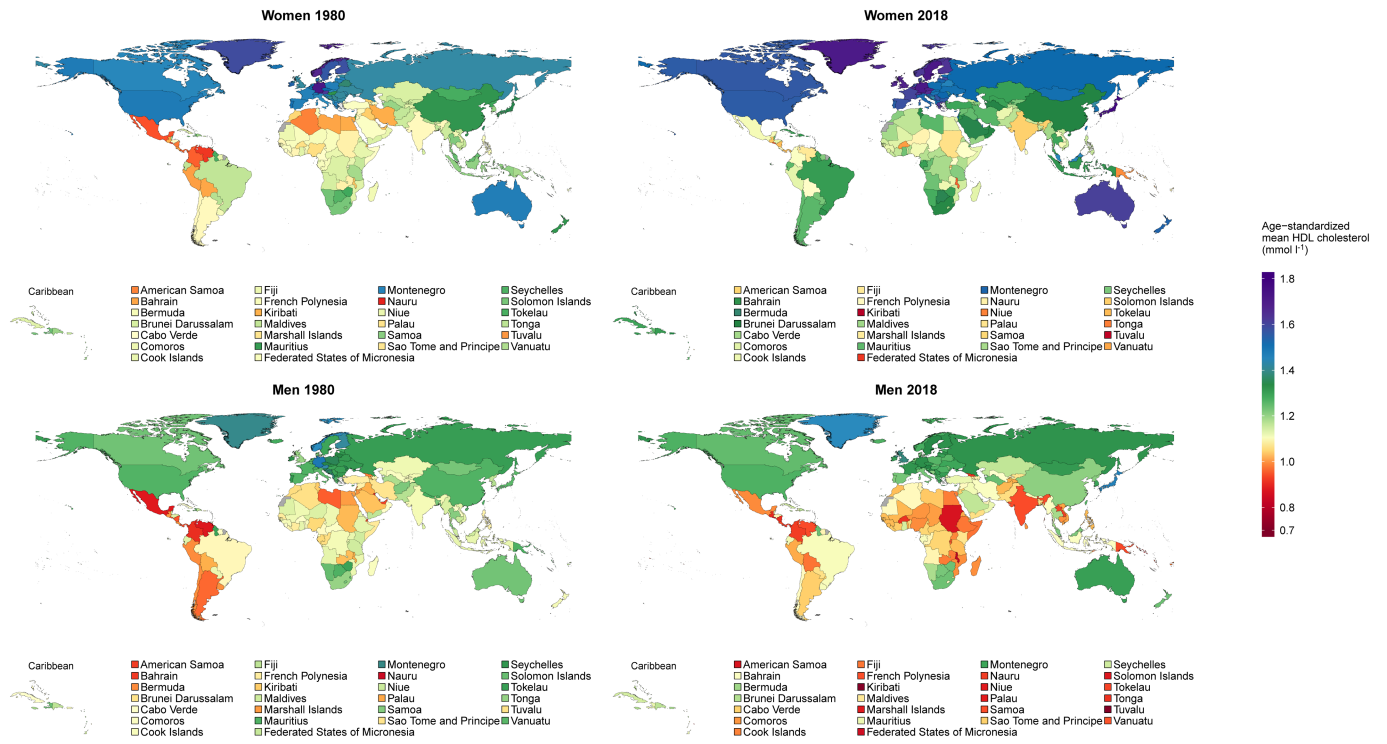 Women 1980
Women 2018
Caribbean
American Samoa
Bahrain
Bermuda
Brunei Darussalam
Cabo Verde
Comoros
Cook Islands
Fiji
French Polynesia
Kiribati
Maldives
Marshall Islands
Mauritius
Federated States of Micronesia
Montenegro
Nauru
Niue
Palau
Samoa
Sao Tome and Principe
Seychelles
Solomon Islands
Tokelau
Tonga
Tuvalu
Vanuatu
Caribbean
American Samoa
Bahrain
Bermuda
Brunei Darussalam
Cabo Verde
Comoros
Cook Islands
Fiji
French Polynesia
Kiribati
Maldives
Marshall Islands
Mauritius
Federated States of Micronesia
Montenegro
Nauru
Niue
Palau
Samoa
Sao Tome and Principe
Seychelles
Solomon Islands
Tokelau
Tonga
Tuvalu
Vanuatu
Men 1980
Men 2018
Caribbean
American Samoa
Bahrain
Bermuda
Brunei Darussalam
Cabo Verde
Comoros
Cook Islands
Fiji
French Polynesia
Kiribati
Maldives
Marshall Islands
Mauritius
Federated States of Micronesia
Montenegro
Nauru
Niue
Palau
Samoa
Sao Tome and Principe
Seychelles
Solomon Islands
Tokelau
Tonga
Tuvalu
Vanuatu
Caribbean
American Samoa
Bahrain
Bermuda
Brunei Darussalam
Cabo Verde
Comoros
Cook Islands
Fiji
French Polynesia
Kiribati
Maldives
Marshall Islands
Mauritius
Federated States of Micronesia
Montenegro
Nauru
Niue
Palau
Samoa
Sao Tome and Principe
Seychelles
Solomon Islands
Tokelau
Tonga
Tuvalu
Vanuatu
Age−standardized
mean HDL cholesterol
(mmol l⁻¹)
1.8
1.6
1.4
1.2
1.0
0.8
0.7